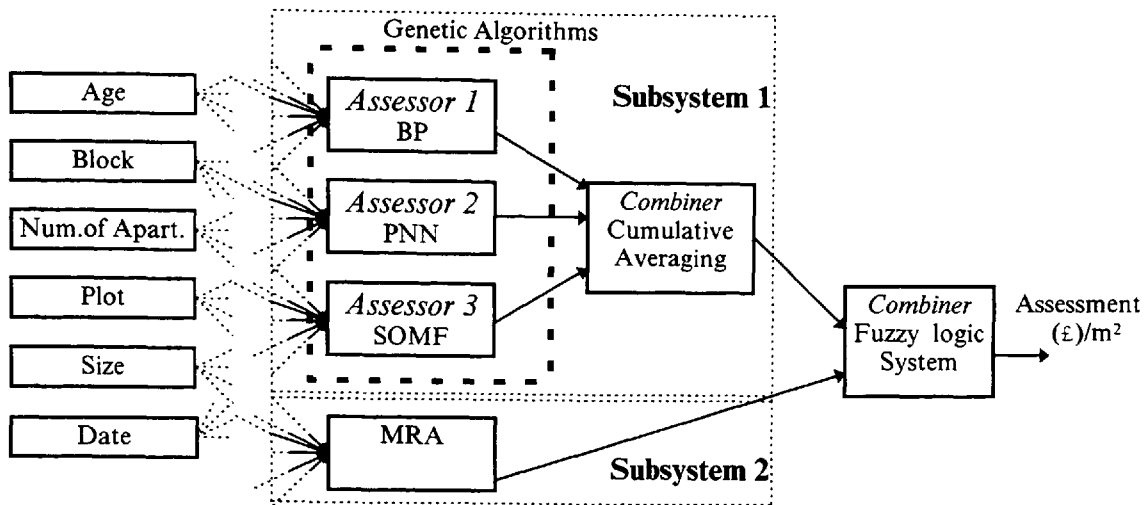 Genetic Algorithms
Age
Block
Num.of Apart.
Plot
Size
Date
Assessor 1
BP
Assessor 2
PNN
Assessor 3
SOMF
MRA
Subsystem 1
Subsystem 2
Combiner
Cumulative
Averaging
Combiner
Fuzzy logic
System
Assessment
(£)/m²